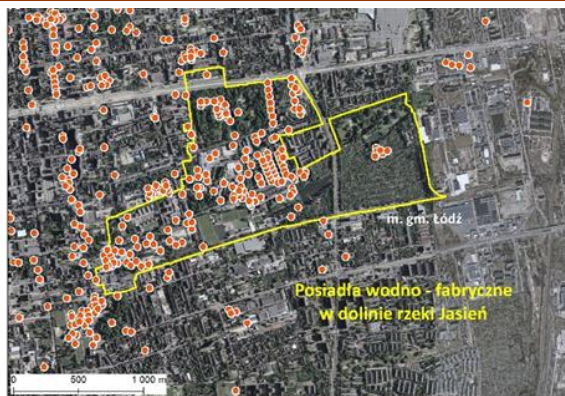 m. gm. Łódź
Posiadła wodno - fabryczne
w dolinie rzeki Jasień
0 500 1 000 m